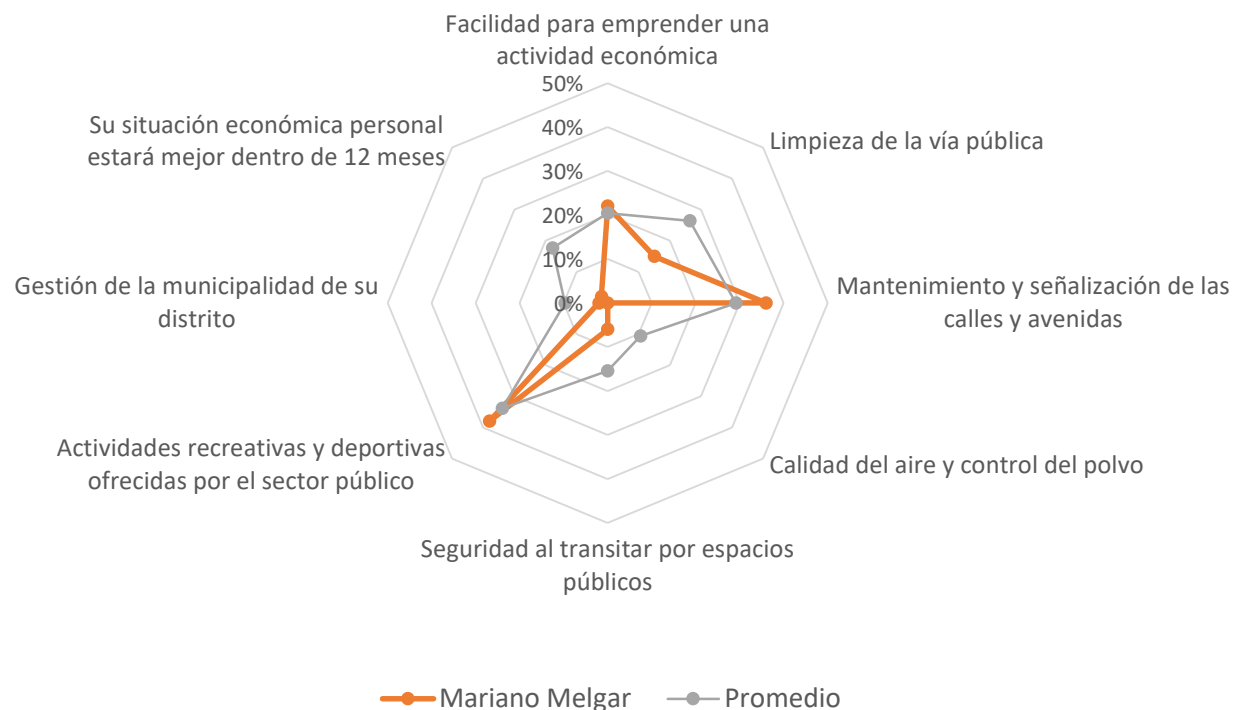 Facilidad para emprender una
actividad económica
50%
40%
30%
20%
10%
0%
Su situación económica personal
estará mejor dentro de 12 meses
Limpieza de la vía pública
Gestión de la municipalidad de su
distrito
Mantenimiento y señalización de las
calles y avenidas
Actividades recreativas y deportivas
ofrecidas por el sector público
Calidad del aire y control del polvo
Seguridad al transitar por espacios
públicos
Mariano Melgar
Promedio